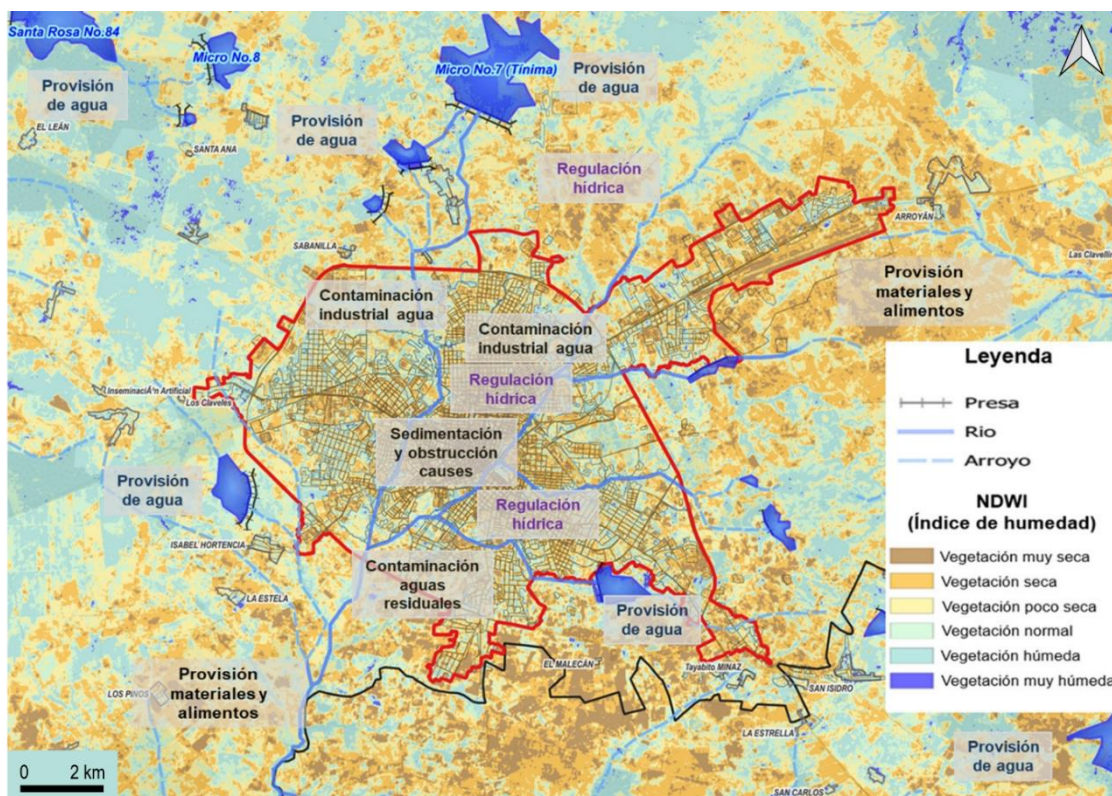 Santa Rosa No.84
Micro No.8
Micro No.7 (Tínima)
Provisión
de agua
Provisión
de agua
Provisión
de agua
EL LEÁN
SANTA ANA
Regulación
hídrica
ARROYÁN
SABANILLA
Las Clavellin
Contaminación
industrial agua
Provisión
materiales y
alimentos
Contaminación
industrial agua
Regulación
hídrica
InseminaciÃ³n Artificial
Los Claveles
Sedimentación
y obstrucción
causes
Provisión
de agua
Regulación
hídrica
ISABEL HORTENCIA
Contaminación
aguas
residuales
LA ESTELA
Provisión
de agua
EL MALECÁN
Tayabito MINAZ
SAN ISIDRO
LOS PINOS
Provisión
materiales y
alimentos
LA ESTRELLA
Provisión
de agua
SAN CARLOS
0 2 km
Leyenda
Presa
Rio
Arroyo
NDWI
(Índice de humedad)
Vegetación muy seca
Vegetación seca
Vegetación poco seca
Vegetación normal
Vegetación húmeda
Vegetación muy húmeda